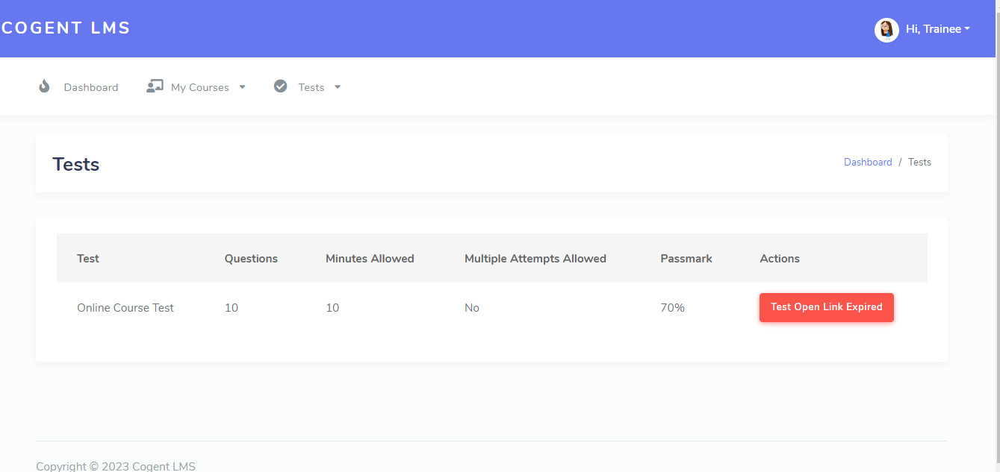 COGENT LMS
Hi, Trainee
Dashboard My Courses Tests
Tests
Dashboard / Tests
Test Questions Minutes Allowed Multiple Attempts Allowed Passmark Actions
Online Course Test 10 10 No 70% Test Open Link Expired
Copyright © 2023 Cogent LMS